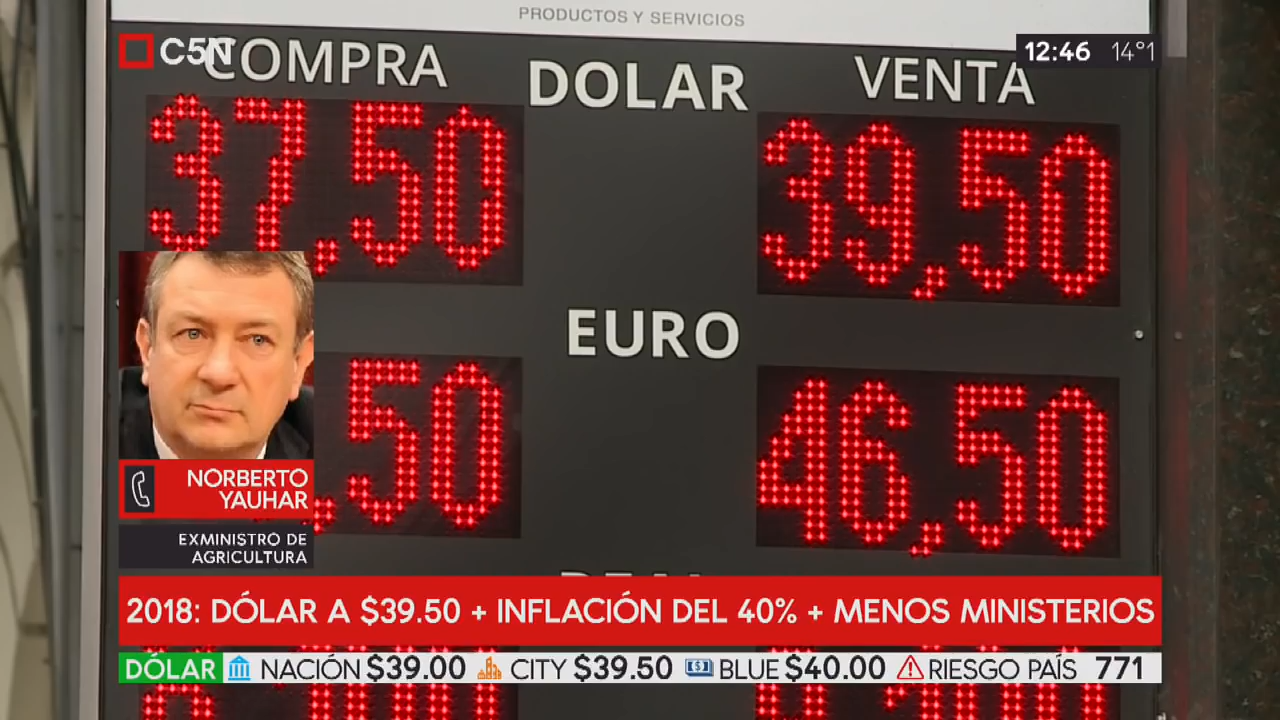 PRODUCTOS Y SERVICIOS
C5N
12:46 14°1
COMPRA DOLAR VENTA
37,50 39,50
EURO
,50 46,50
NORBERTO
YAUHAR
EXMINISTRO DE
AGRICULTURA
2018: DÓLAR A $39.50 + INFLACIÓN DEL 40% + MENOS MINISTERIOS
DÓLAR NACIÓN $39.00 CITY $39.50 BLUE $40.00 RIESGO PAÍS 771